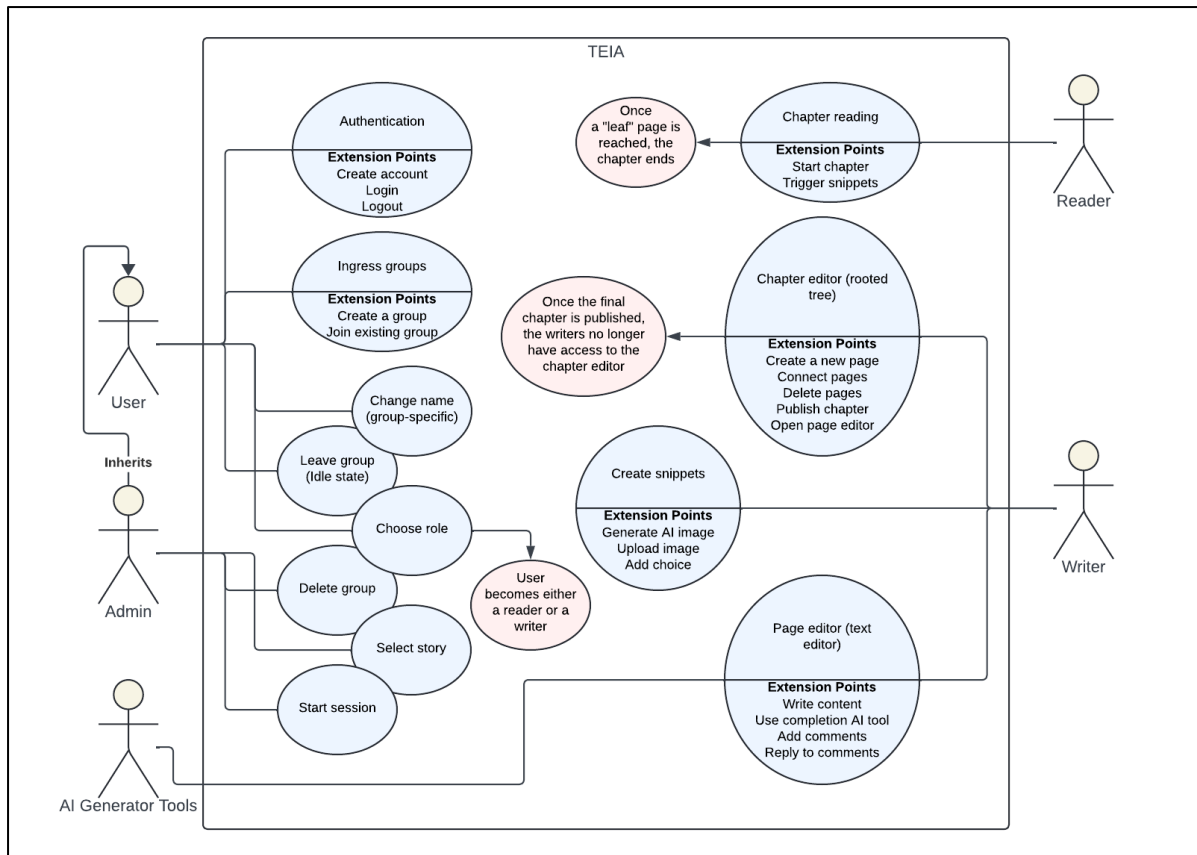 TEIA
Authentication
Extension Points
Create account
Login
Logout
Once
a "leaf" page is
reached, the
chapter ends
Chapter reading
Extension Points
Start chapter
Trigger snippets
Reader
Ingress groups
Extension Points
Create a group
Join existing group
Once the final
chapter is published,
the writers no longer
have access to the
chapter editor
Chapter editor (rooted
tree)
Extension Points
Create a new page
Connect pages
Delete pages
Publish chapter
Open page editor
User
Change name
(group-specific)
Inherits
Leave group
(Idle state)
Choose role
Create snippets
Extension Points
Generate AI image
Upload image
Add choice
Writer
Admin
Delete group
User
becomes either
a reader or a
writer
Select story
Start session
Page editor (text
editor)
Extension Points
Write content
Use completion AI tool
Add comments
Reply to comments
AI Generator Tools